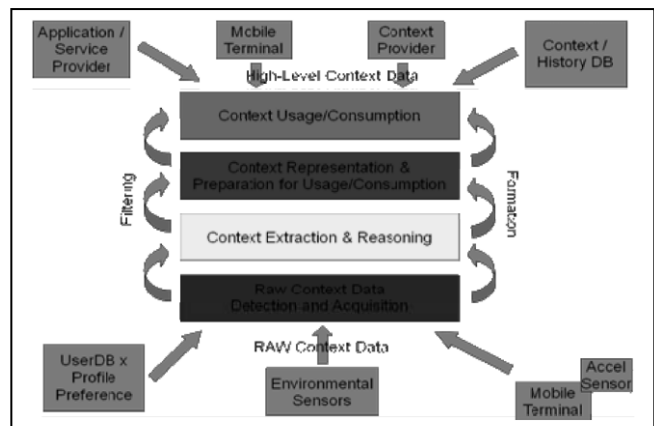 Application /
Service
Provider
Mobile
Terminal
Context
Provider
Context /
History DB
High-Level Context Data
Context Usage/Consumption
Context Representation &
Preparation for Usage/Consumption
Filtering
Formation
Context Extraction & Reasoning
Raw Context Data
Detection and Acquisition
RAW Context Data
UserDB x
Profile
Preference
Environmental
Sensors
Accel
Sensor
Mobile
Terminal